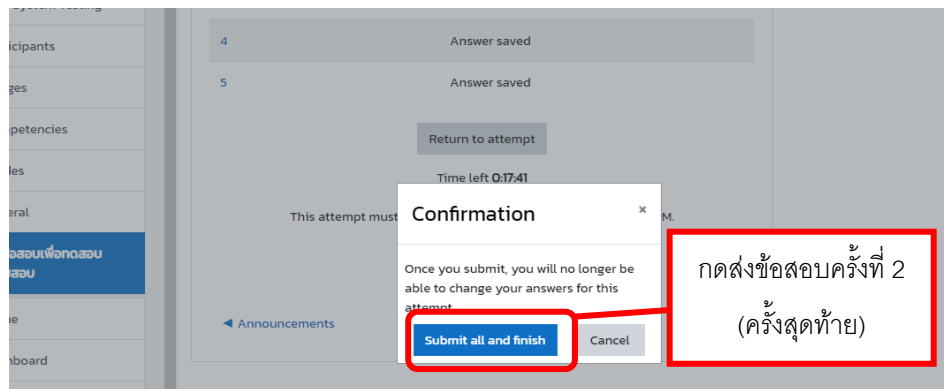 4 Answer saved
5 Answer saved
Return to attempt
Time left 0:17:41
This attempt must
M.
Confirmation ×
Once you submit, you will no longer be
able to change your answers for this
attempt.
Submit all and finish Cancel
◄ Announcements
กดส่งข้อสอบครั้งที่ 2
(ครั้งสุดท้าย)
System Testing
icipants
ges
petencies
les
eral
อสอบเพื่อทดสอบ
สอบ
me
hboard